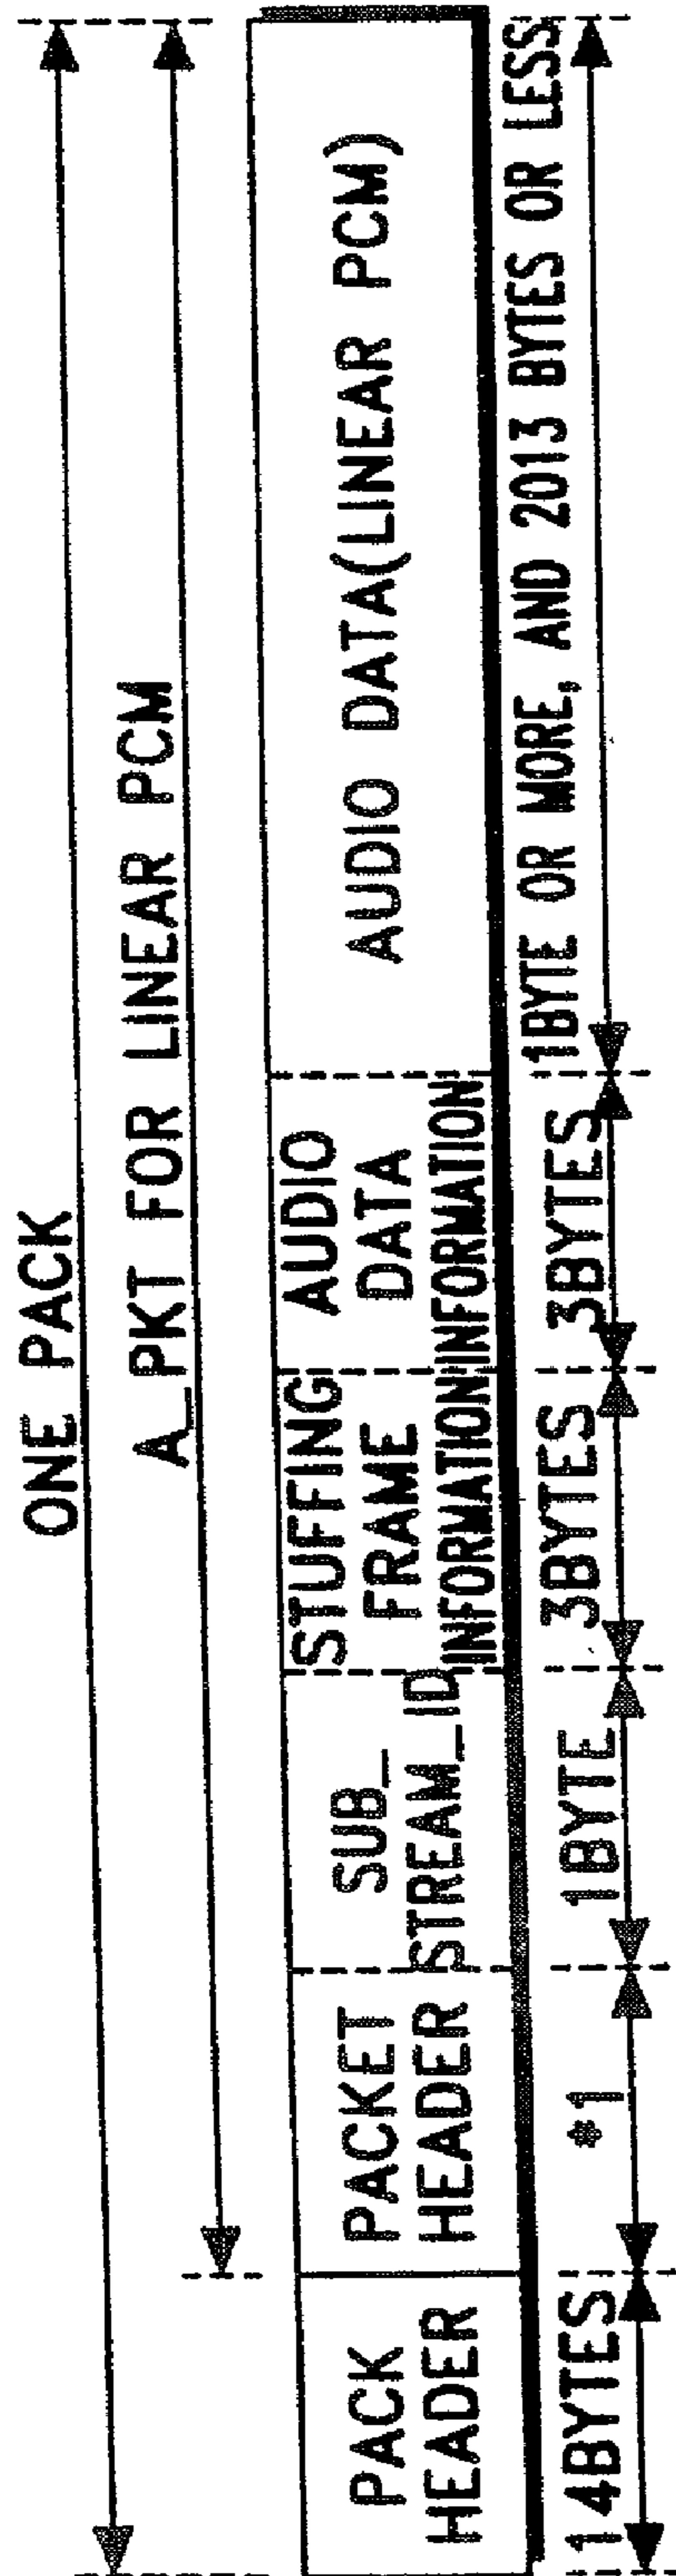 ONE PACK
A_PKT FOR LINEAR PCM
PACK
HEADER
PACKET
HEADER
SUB_
STREAM_ID
STUFFING
FRAME
INFORMATION
AUDIO
DATA
INFORMATION
AUDIO DATA(LINEAR PCM)
14BYTES
*1
1BYTE
3BYTES
3BYTES
1BYTE OR MORE, AND 2013 BYTES OR LESS